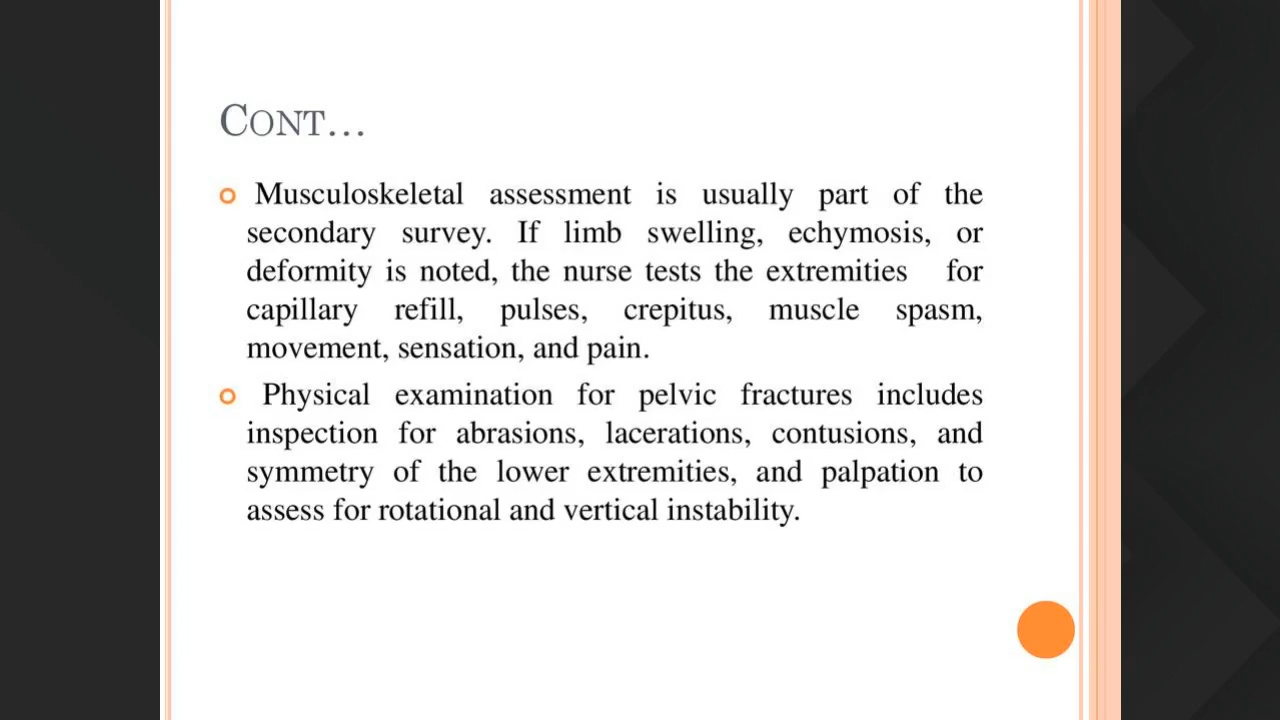 CONT...
Musculoskeletal assessment is usually part of the
secondary survey. If limb swelling, echymosis, or
deformity is noted, the nurse tests the extremities for
capillary refill, pulses, crepitus, muscle spasm,
movement, sensation, and pain.
Physical examination for pelvic fractures includes
inspection for abrasions, lacerations, contusions, and
symmetry of the lower extremities, and palpation to
assess for rotational and vertical instability.